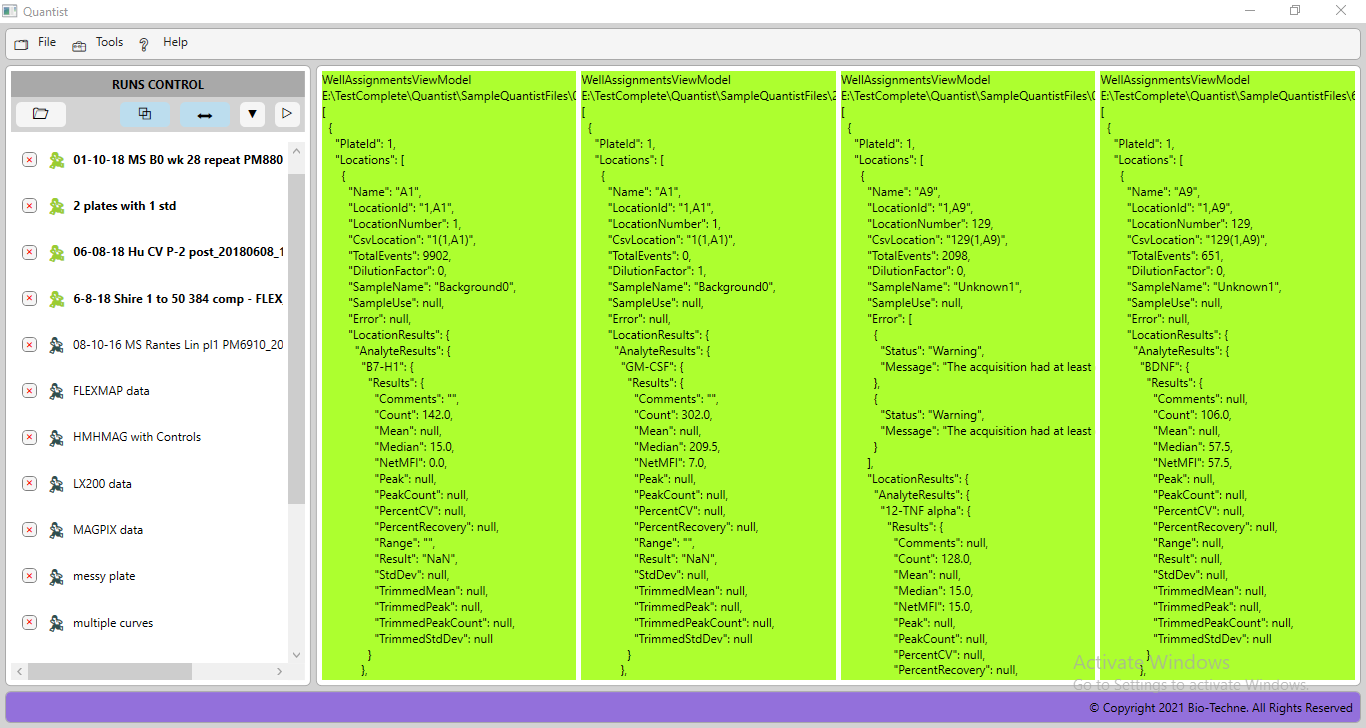 Quantist
File Tools Help
RUNS CONTROL
01-10-18 MS B0 wk 28 repeat PM880
2 plates with 1 std
06-08-18 Hu CV P-2 post_20180608_1
6-8-18 Shire 1 to 50 384 comp - FLEX
08-10-16 MS Rantes Lin pl1 PM6910_20
FLEXMAP data
HMHMAG with Controls
LX200 data
MAGPIX data
messy plate
multiple curves
WellAssignmentsViewModel
E:\TestComplete\Quantist\SampleQuantistFiles\0
[
{
"PlateId": 1,
"Locations": [
{
"Name": "A1",
"LocationId": "1,A1",
"LocationNumber": 1,
"CsvLocation": "1(1,A1)",
"TotalEvents": 9902,
"DilutionFactor": 0,
"SampleName": "Background0",
"SampleUse": null,
"Error": null,
"LocationResults": {
"AnalyteResults": {
"B7-H1": {
"Results": {
"Comments": "",
"Count": 142.0,
"Mean": null,
"Median": 15.0,
"NetMFI": 0.0,
"Peak": null,
"PeakCount": null,
"PercentCV": null,
"PercentRecovery": null,
"Range": "",
"Result": "NaN",
"StdDev": null,
"TrimmedMean": null,
"TrimmedPeak": null,
"TrimmedPeakCount": null,
"TrimmedStdDev": null
}
},
WellAssignmentsViewModel
E:\TestComplete\Quantist\SampleQuantistFiles\2
[
{
"PlateId": 1,
"Locations": [
{
"Name": "A1",
"LocationId": "1,A1",
"LocationNumber": 1,
"CsvLocation": "1(1,A1)",
"TotalEvents": 0,
"DilutionFactor": 1,
"SampleName": "Background0",
"SampleUse": null,
"Error": null,
"LocationResults": {
"AnalyteResults": {
"GM-CSF": {
"Results": {
"Comments": "",
"Count": 302.0,
"Mean": null,
"Median": 209.5,
"NetMFI": 7.0,
"Peak": null,
"PeakCount": null,
"PercentCV": null,
"PercentRecovery": null,
"Range": "",
"Result": "NaN",
"StdDev": null,
"TrimmedMean": null,
"TrimmedPeak": null,
"TrimmedPeakCount": null,
"TrimmedStdDev": null
}
},
WellAssignmentsViewModel
E:\TestComplete\Quantist\SampleQuantistFiles\0
[
{
"PlateId": 1,
"Locations": [
{
"Name": "A9",
"LocationId": "1,A9",
"LocationNumber": 129,
"CsvLocation": "129(1,A9)",
"TotalEvents": 2098,
"DilutionFactor": 0,
"SampleName": "Unknown1",
"SampleUse": null,
"Error": [
{
"Status": "Warning",
"Message": "The acquisition had at least
},
{
"Status": "Warning",
"Message": "The acquisition had at least
}
],
"LocationResults": {
"AnalyteResults": {
"12-TNF alpha": {
"Results": {
"Comments": null,
"Count": 128.0,
"Mean": null,
"Median": 15.0,
"NetMFI": 15.0,
"Peak": null,
"PeakCount": null,
"PercentCV": null,
"PercentRecovery": null,
WellAssignmentsViewModel
E:\TestComplete\Quantist\SampleQuantistFiles\6
[
{
"PlateId": 1,
"Locations": [
{
"Name": "A9",
"LocationId": "1,A9",
"LocationNumber": 129,
"CsvLocation": "129(1,A9)",
"TotalEvents": 651,
"DilutionFactor": 0,
"SampleName": "Unknown1",
"SampleUse": null,
"Error": null,
"LocationResults": {
"AnalyteResults": {
"BDNF": {
"Results": {
"Comments": null,
"Count": 106.0,
"Mean": null,
"Median": 57.5,
"NetMFI": 57.5,
"Peak": null,
"PeakCount": null,
"PercentCV": null,
"PercentRecovery": null,
"Range": null,
"Result": null,
"StdDev": null,
"TrimmedMean": null,
"TrimmedPeak": null,
"TrimmedPeakCount": null,
"TrimmedStdDev": null
}
},
Activate Windows
Go to Settings to activate Windows.
© Copyright 2021 Bio-Techne. All Rights Reserved